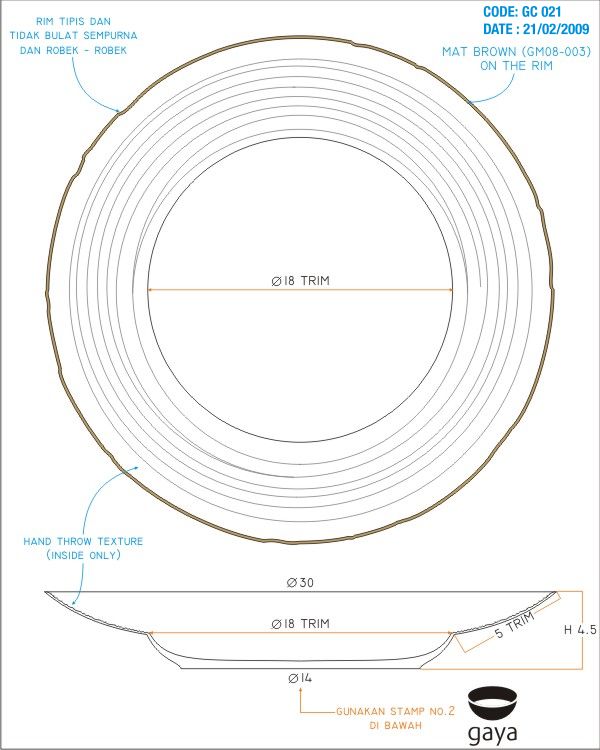 CODE: GC 021
DATE : 21/02/2009
RIM TIPIS DAN
TIDAK BULAT SEMPURNA
DAN ROBEK - ROBEK
MAT BROWN (GM08-003)
ON THE RIM
Ø18 TRIM
HAND THROW TEXTURE
(INSIDE ONLY)
Ø30
Ø18 TRIM
5 TRIM
H 4.5
Ø14
GUNAKAN STAMP NO.2
DI BAWAH
gaya